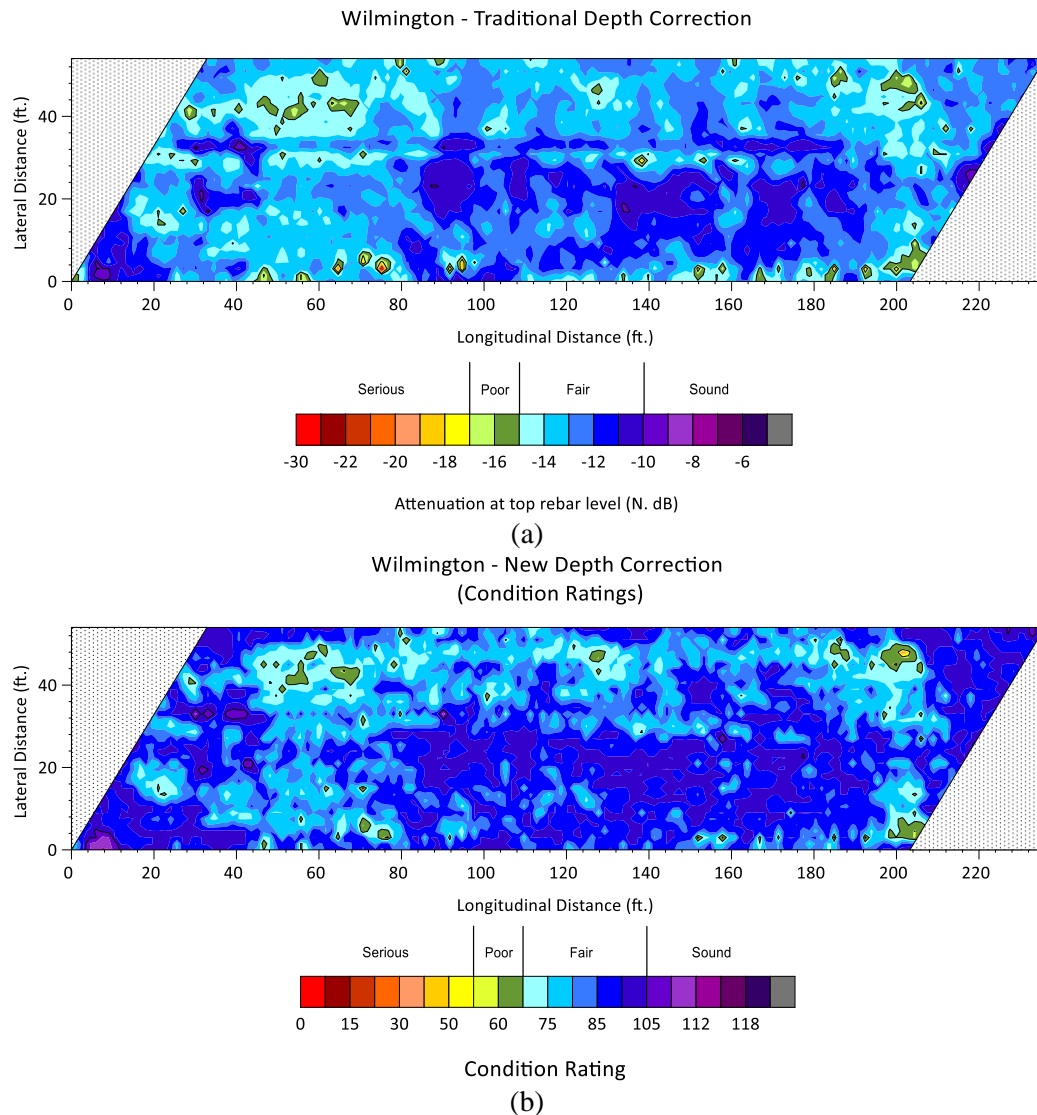 Wilmington - Traditional Depth Correction
Lateral Distance (ft.)
40
20
0
0 20 40 60 80 100 120 140 160 180 200 220
Longitudinal Distance (ft.)
Serious Poor Fair Sound
-30 -22 -20 -18 -16 -14 -12 -10 -8 -6
Attenuation at top rebar level (N. dB)
(a)
Wilmington - New Depth Correction
(Condition Ratings)
Lateral Distance (ft.)
40
20
0
0 20 40 60 80 100 120 140 160 180 200 220
Longitudinal Distance (ft.)
Serious Poor Fair Sound
0 15 30 50 60 75 85 105 112 118
Condition Rating
(b)